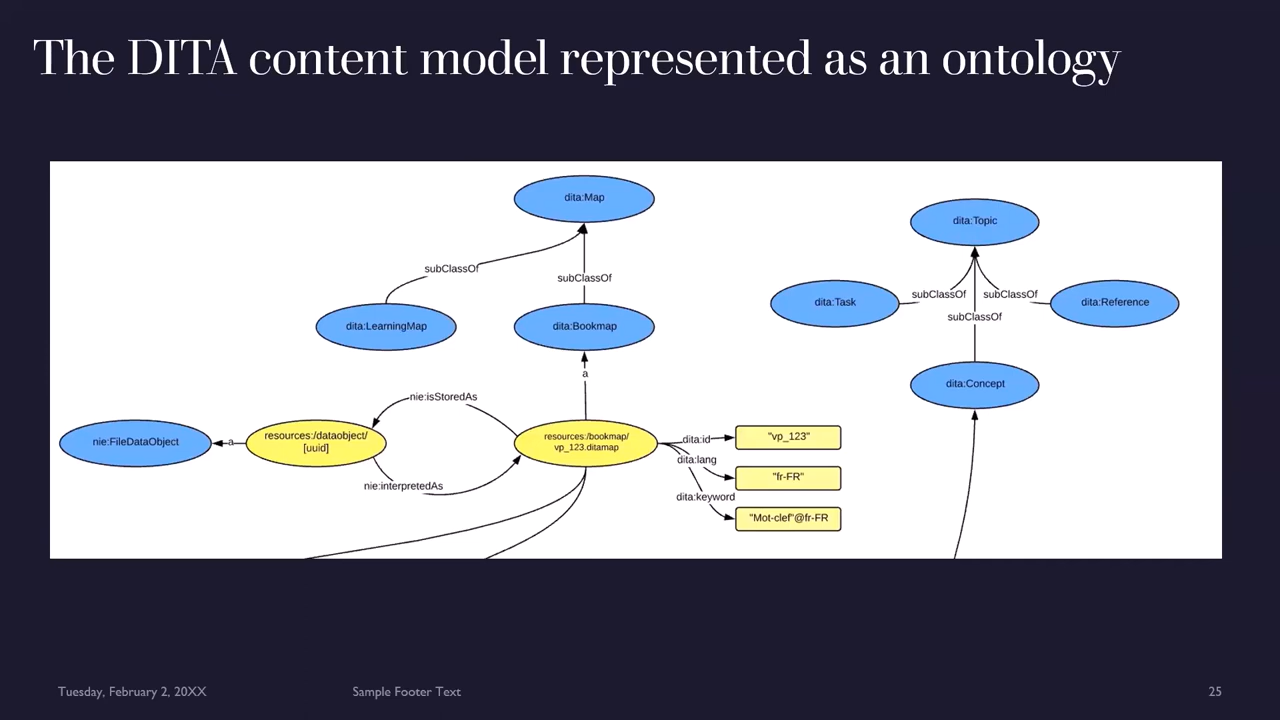 The DITA content model represented as an ontology
dita:Map
dita:Topic
subClassOf
subClassOf
subClassOf
subClassOf
subClassOf
dita:Task
dita:Reference
dita:LearningMap
dita:Bookmap
a
dita:Concept
nie:isStoredAs
nie:FileDataObject
a
resources:/dataobject/
[uuid]
resources:/bookmap/
vp_123.ditamap
dita:id
"vp_123"
dita:lang
"fr-FR"
nie:interpretedAs
dita:keyword
"Mot-clef"@fr-FR
Tuesday, February 2, 20XX
Sample Footer Text
25